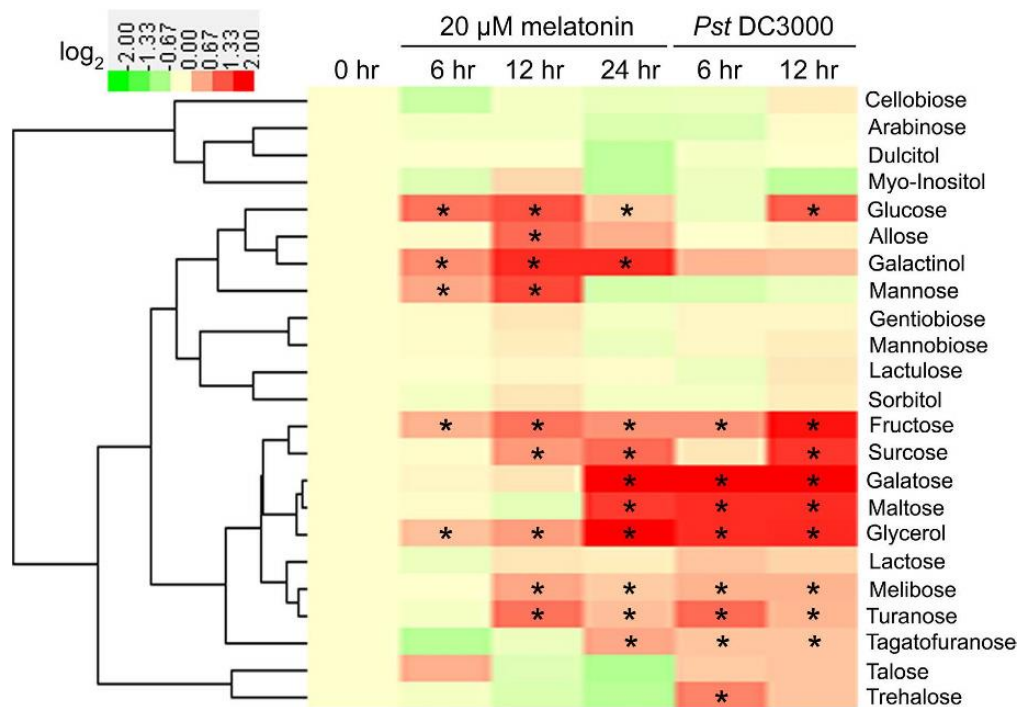 20 µM melatonin Pst DC3000
log2
-2.00 -1.33 -0.67 0.00 0.67 1.33 2.00
0 hr 6 hr 12 hr 24 hr 6 hr 12 hr
Cellobiose
Arabinose
Dulcitol
Myo-Inositol
* * * * Glucose
* Allose
* * * Galactinol
* * Mannose
Gentiobiose
Mannobiose
Lactulose
Sorbitol
* * * * * Fructose
* * * Surcose
* * * Galatose
* * * Maltose
* * * * * Glycerol
Lactose
* * * * Melibose
* * * * Turanose
* * * Tagatofuranose
Talose
* Trehalose